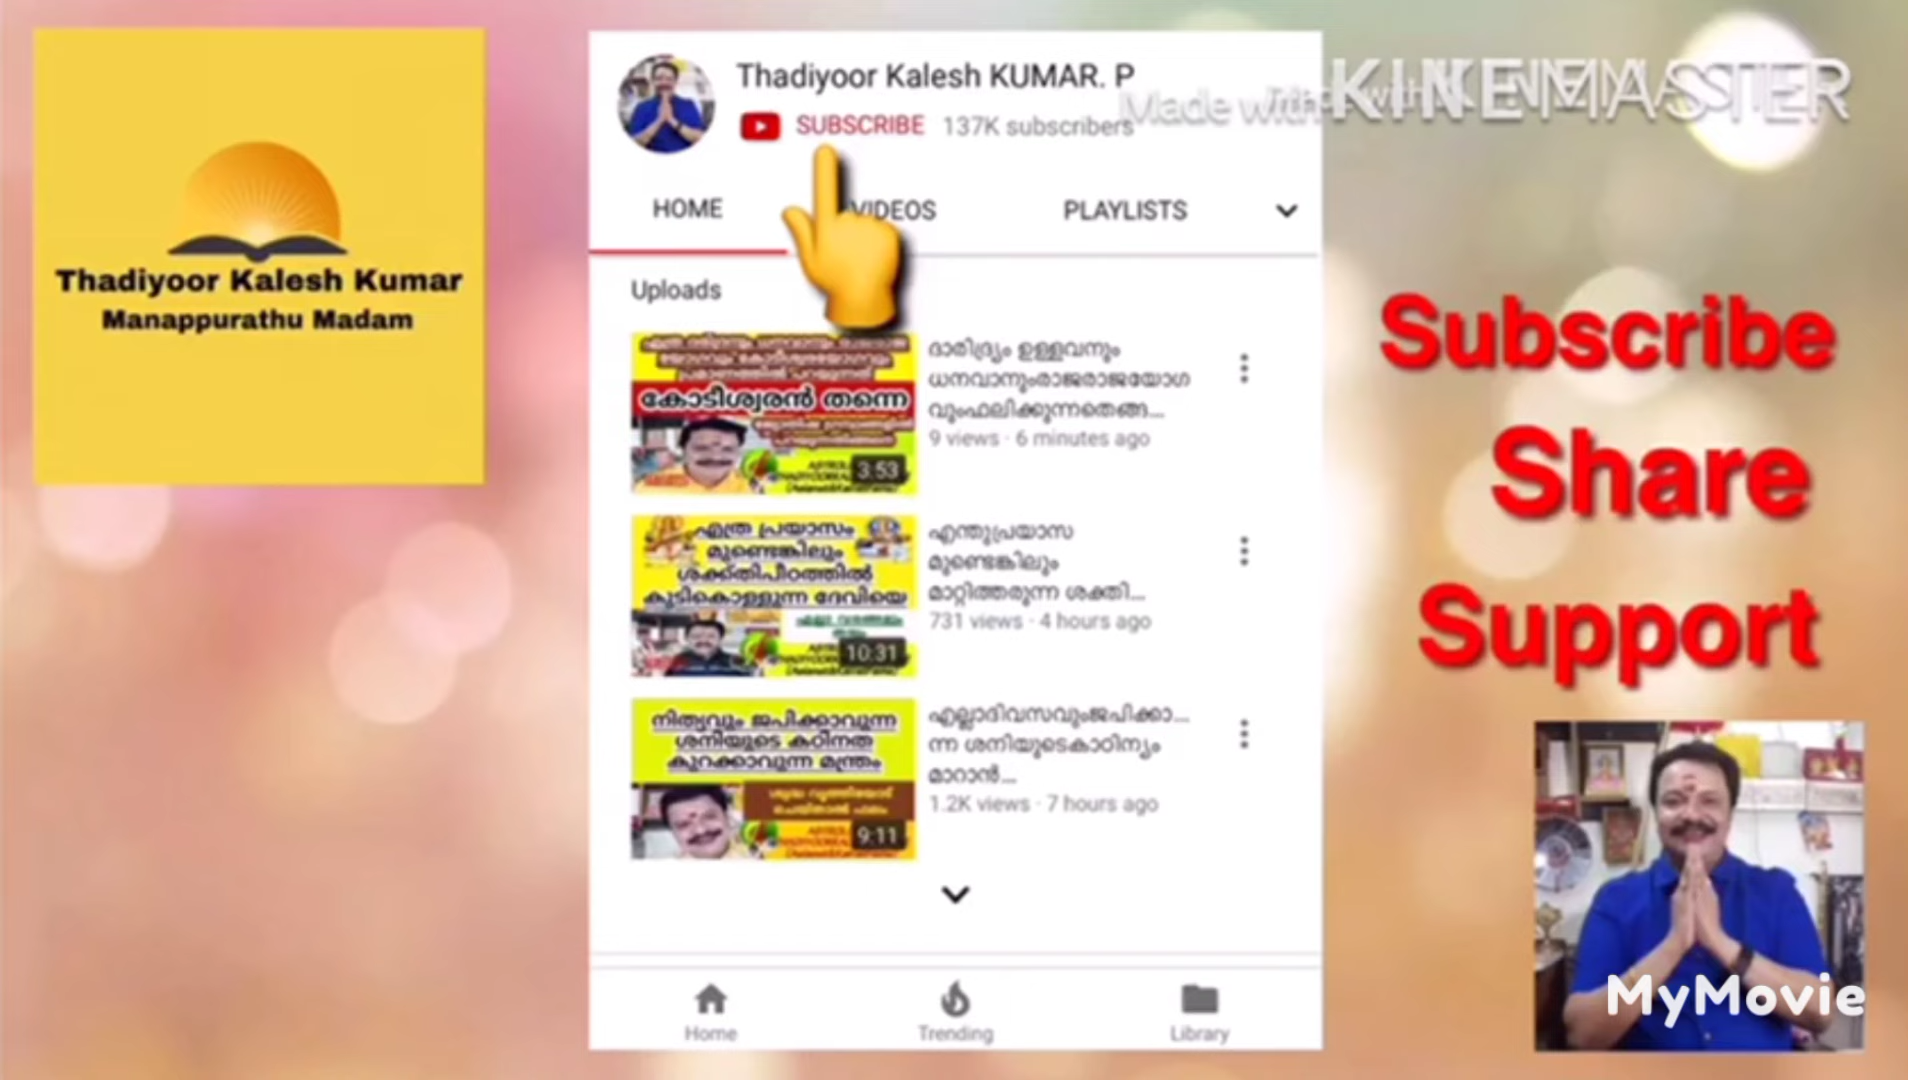 Thadiyoor Kalesh Kumar
Manappurathu Madam
Thadiyoor Kalesh KUMAR. P
SUBSCRIBE 137K subscribers
Made with KINEMASTER
HOME VIDEOS PLAYLISTS
Uploads
കോടീശ്വരൻ തന്നെ
3:53
ദാരിദ്ര്യം ഉള്ളവനും
ധനവാനുംരാജരാജയോഗ
വുംഫലിക്കുന്നതെങ്ങ...
9 views · 6 minutes ago
എത്ര പ്രയാസം
മുണ്ടെങ്കിലും
ശക്ക്തിപീഠത്തിൽ
കുടികൊള്ളുന്ന ദേവിയെ
10:31
എന്തുപ്രയാസ
മുണ്ടെങ്കിലും
മാറ്റിത്തരുന്ന ശക്തി...
731 views · 4 hours ago
നിത്യവും ജപിക്കാവുന്ന
ശനിയുടെ കഠിനത
കുറക്കാവുന്ന മന്ത്രം
9:11
എല്ലാദിവസവുംജപിക്കാ...
ന്ന ശനിയുടെകാഠിന്യം
മാറാൻ...
1.2K views · 7 hours ago
Home Trending Library
Subscribe
Share
Support
MyMovie